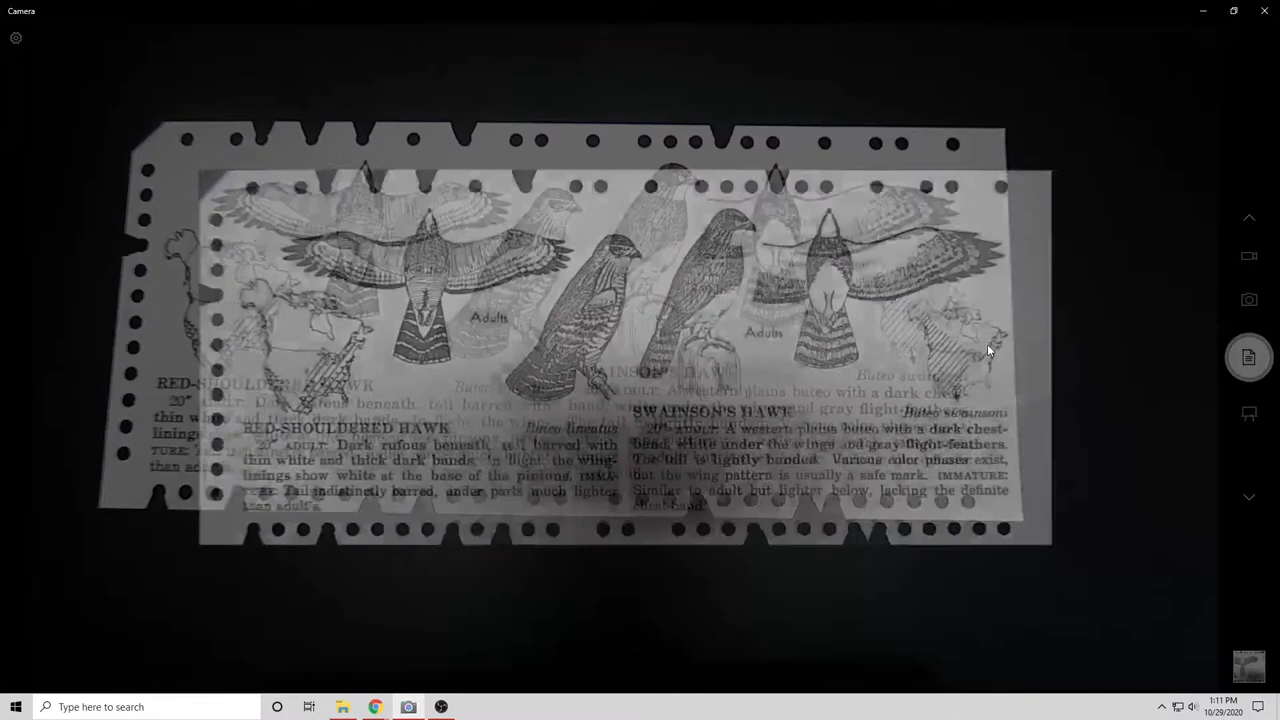 Camera
Adults
Adults
RED-SHOULDERED HAWK Buteo lineatus
20" ADULT: Dark rufous beneath, tail barred with
thin white and thick dark bands. In flight, the wing-
linings show white at the base of the pinions. IMMA-
TURE: Tail indistinctly barred, under parts much lighter
than adult's.
SWAINSON'S HAWK Buteo swainsoni
20" ADULT: A western plains buteo with a dark chest-
band, white under the wings and gray flight-feathers.
The tail is lightly banded. Various color phases exist,
but the wing pattern is usually a safe mark. IMMATURE:
Similar to adult but lighter below, lacking the definite
chest-band.
RED-SHOULDERED HAWK
Type here to search
1:11 PM
10/29/2020